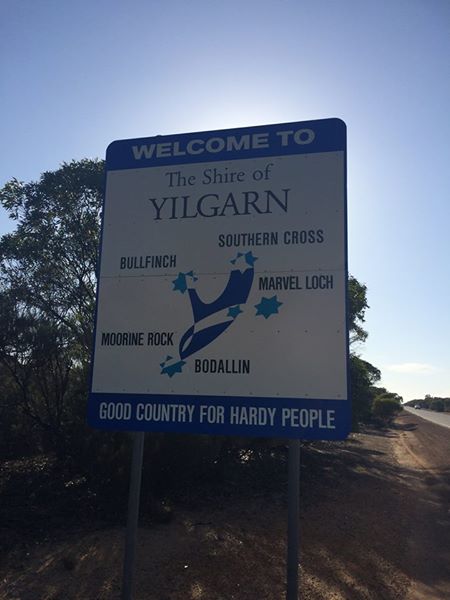 WELCOME TO
The Shire of
YILGARN
SOUTHERN CROSS
BULLFINCH
MARVEL LOCH
MOORINE ROCK
BODALLIN
GOOD COUNTRY FOR HARDY PEOPLE